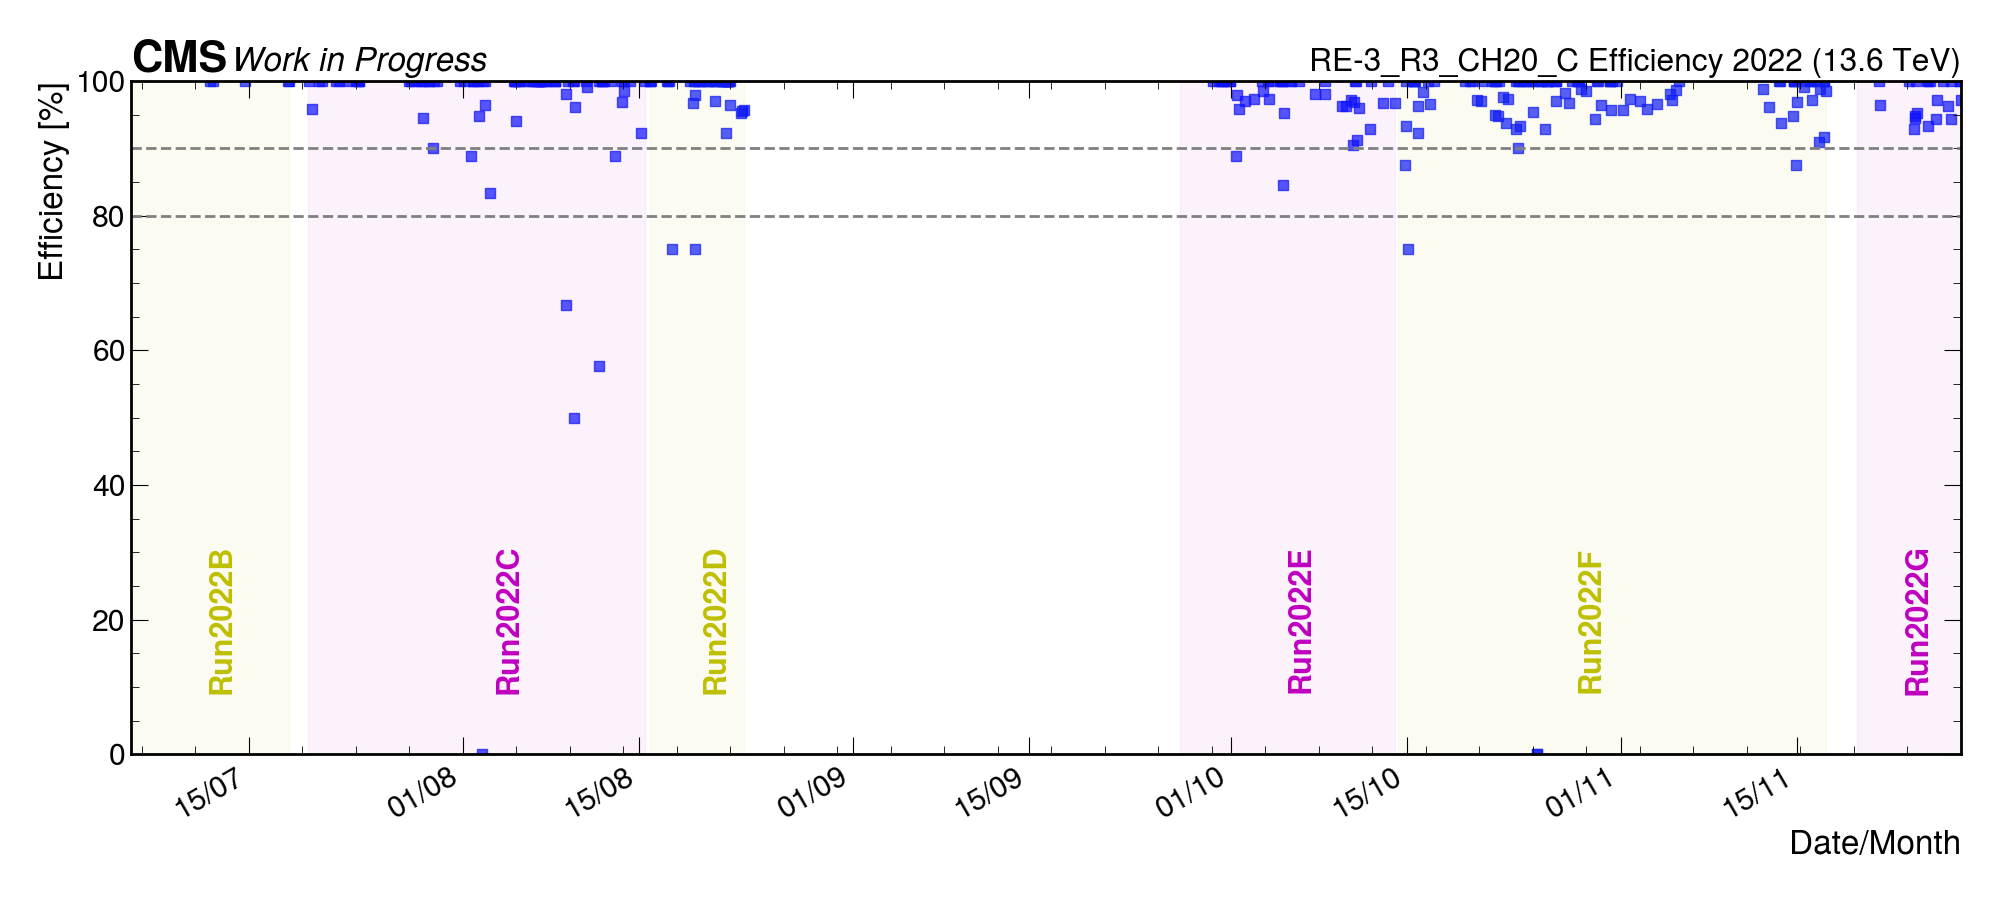 CMS Work in Progress
RE-3_R3_CH20_C Efficiency 2022 (13.6 TeV)
Efficiency [%]
100
80
60
40
20
0
Run2022B
Run2022C
Run2022D
Run2022E
Run2022F
Run2022G
15/07
01/08
15/08
01/09
15/09
01/10
15/10
01/11
15/11
Date/Month